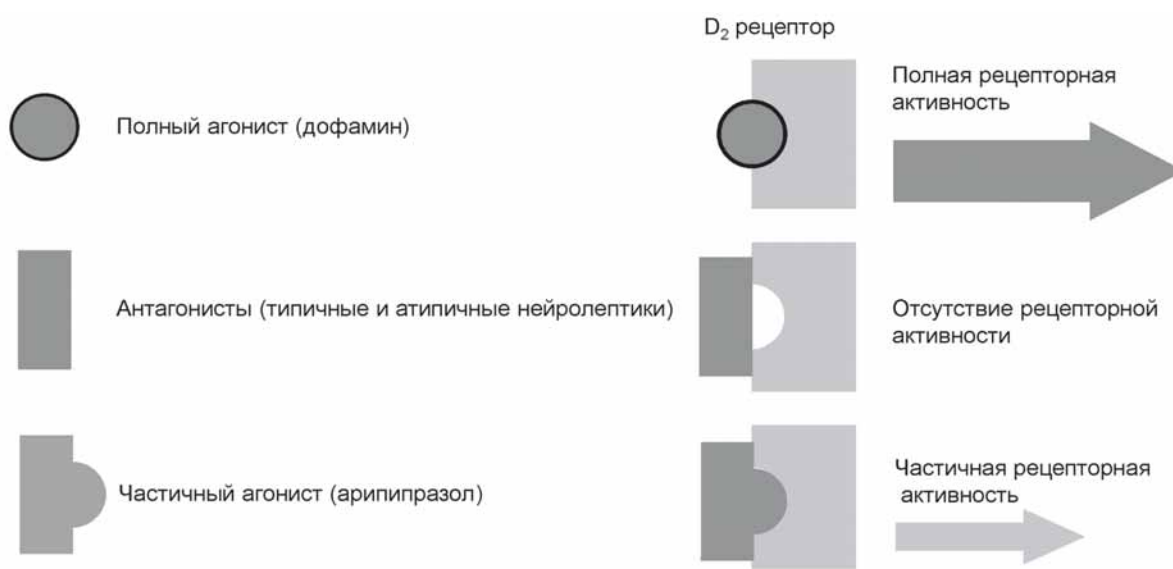 D₂ рецептор
Полный агонист (дофамин)
Полная рецепторная
активность
Антагонисты (типичные и атипичные нейролептики)
Отсутствие рецепторной
активности
Частичный агонист (арипипразол)
Частичная рецепторная
активность